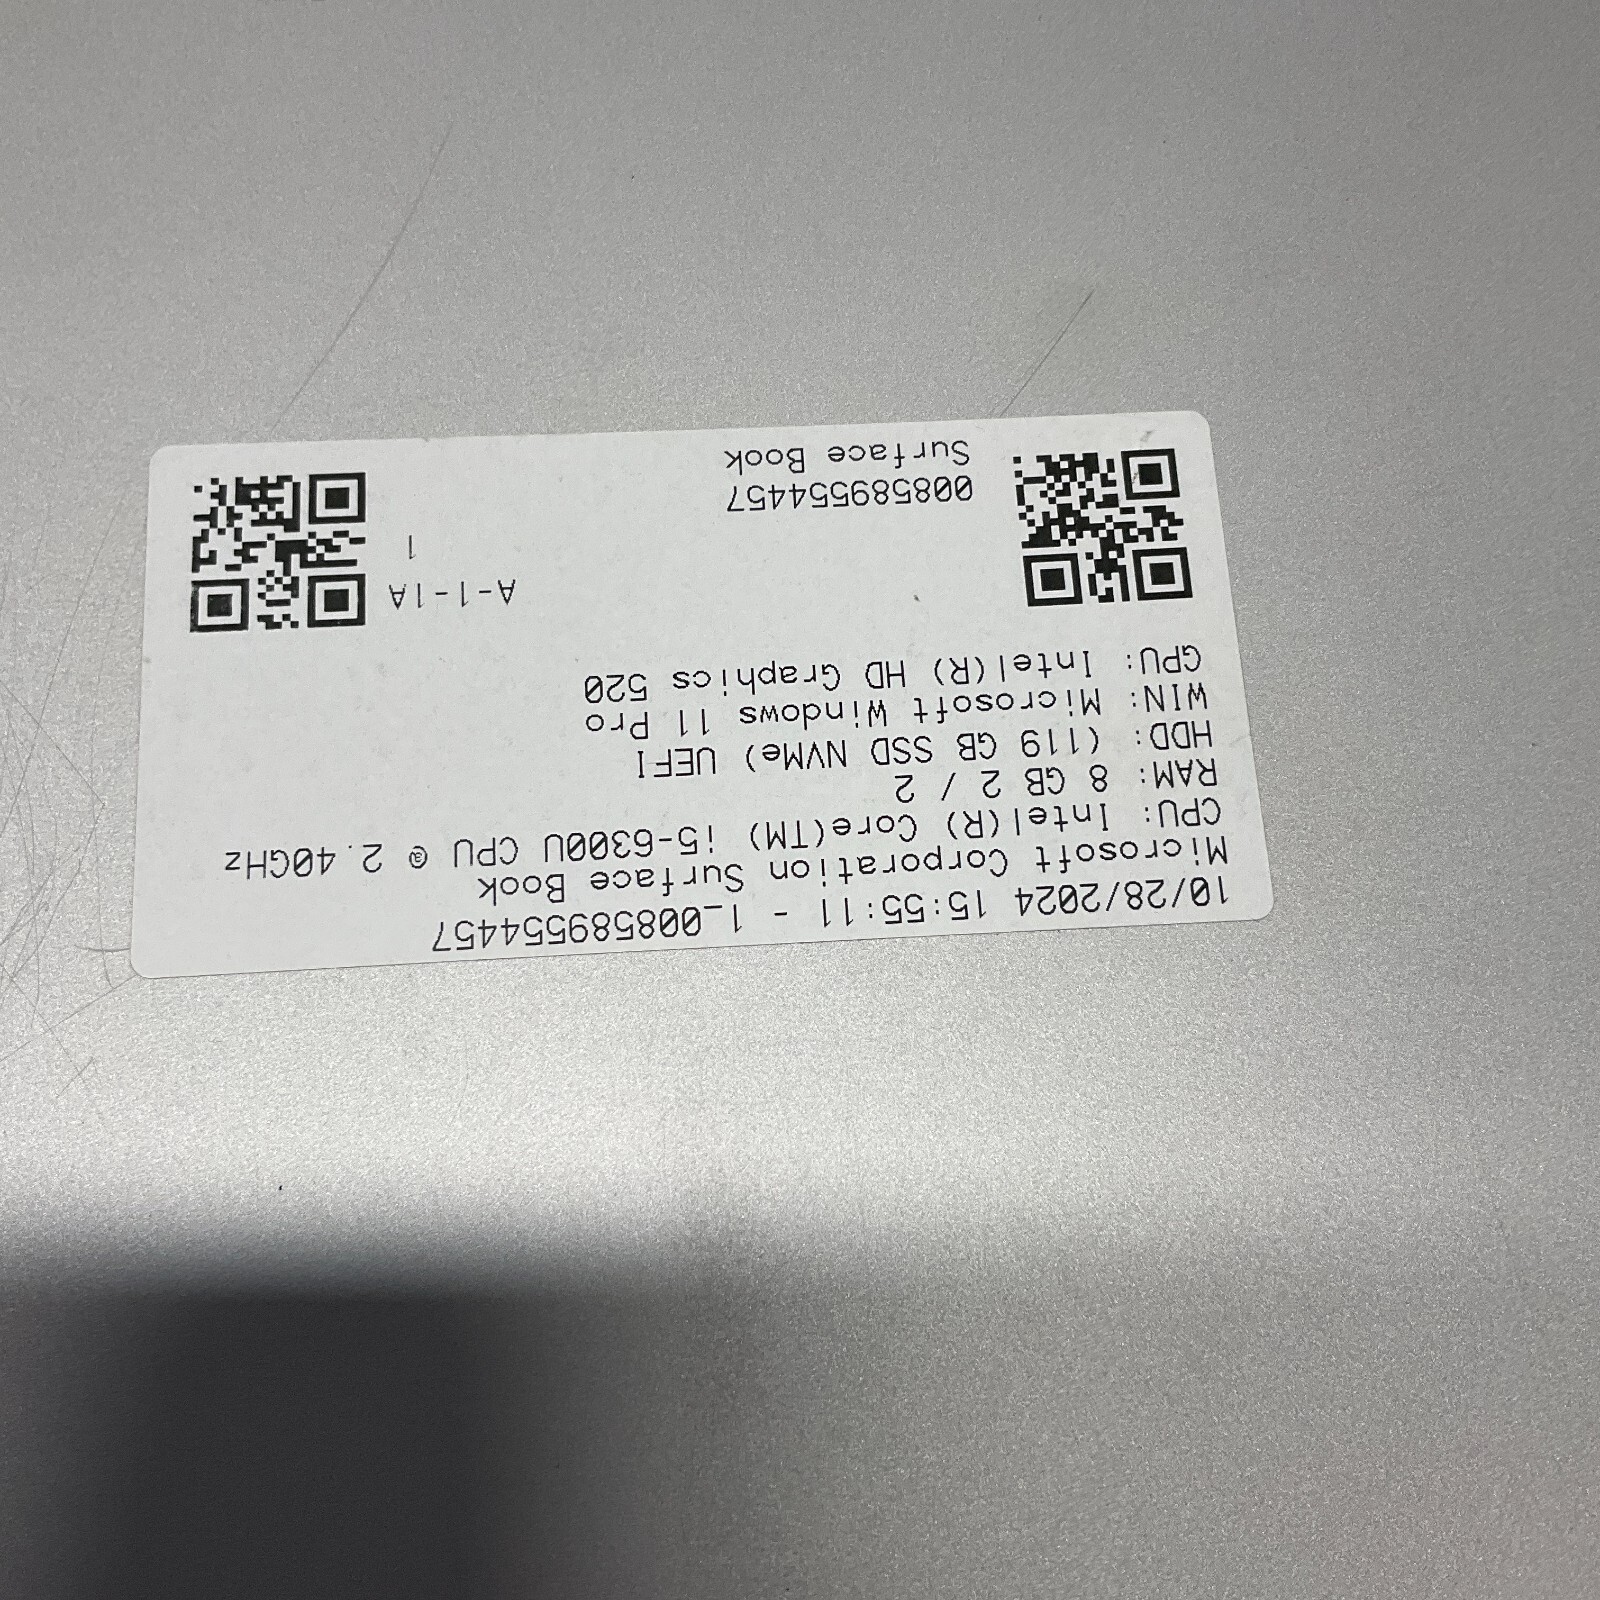 10/28/2024 15:55:11 - 1_008589554457
Microsoft Corporation Surface Book
CPU: Intel(R) Core(TM) i5-6300U CPU @ 2.40GHz
RAM: 8 GB 2 / 2
HDD: (119 GB SSD NVMe) UEFI
WIN: Microsoft Windows 11 Pro
GPU: Intel(R) HD Graphics 520
A-1-1A
1
008589554457
Surface Book